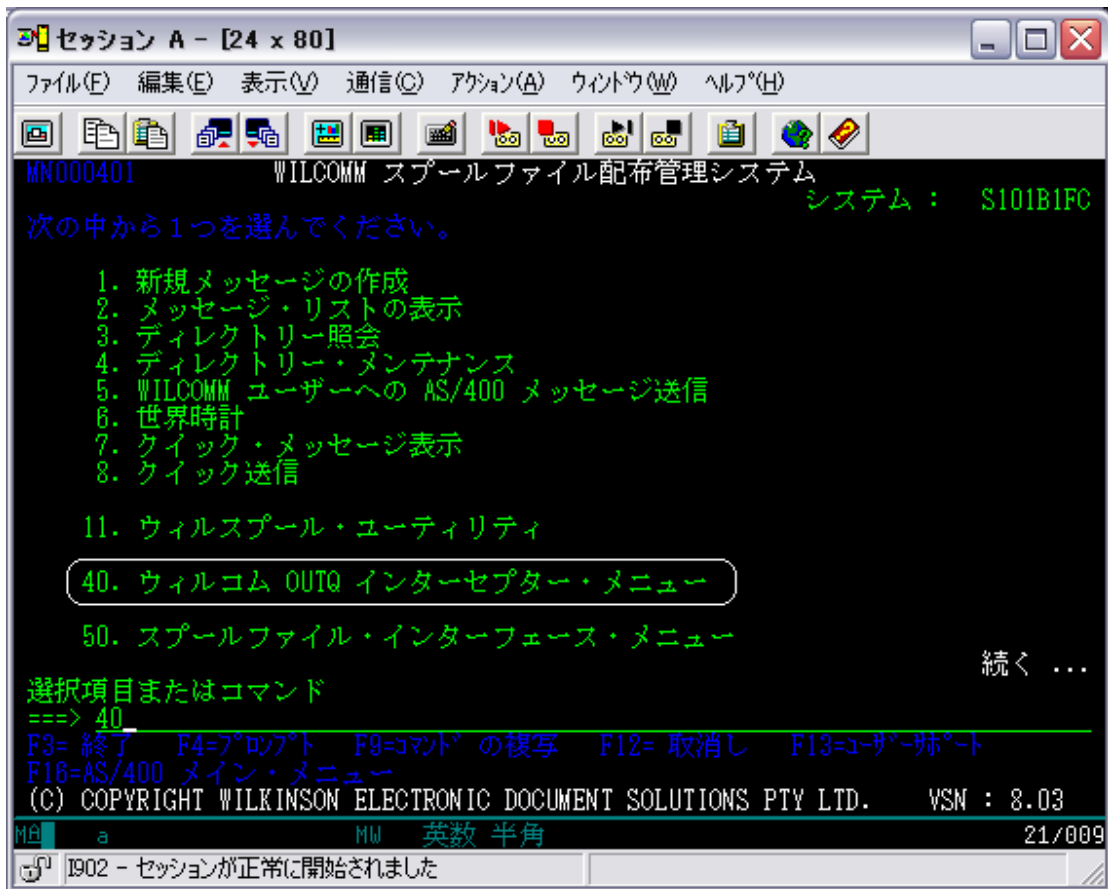 セッション A - [24 x 80]
ファイル(F) 編集(E) 表示(V) 通信(C) アクション(A) ウィンドウ(W) ヘルプ(H)
MN000401 WILCOMM スプールファイル配布管理システム
システム : S101B1FC
次の中から１つを選んでください。
1. 新規メッセージの作成
2. メッセージ・リストの表示
3. ディレクトリー照会
4. ディレクトリー・メンテナンス
5. WILCOMM ユーザーへの AS/400 メッセージ送信
6. 世界時計
7. クイック・メッセージ表示
8. クイック送信
11. ウィルスプール・ユーティリティ
40. ウィルコム OUTQ インターセプター・メニュー
50. スプールファイル・インターフェース・メニュー
続く ...
選択項目またはコマンド
===> 40
F3= 終了 F4=ﾌﾟﾛﾝﾌﾟﾄ F9=ｺﾏﾝﾄﾞ の複写 F12= 取消し F13=ﾕｰｻﾞｰｻﾎﾟｰﾄ
F16=AS/400 メイン・メニュー
(C) COPYRIGHT WILKINSON ELECTRONIC DOCUMENT SOLUTIONS PTY LTD. VSN : 8.03
MA a MW 英数 半角 21/009
I902 - セッションが正常に開始されました